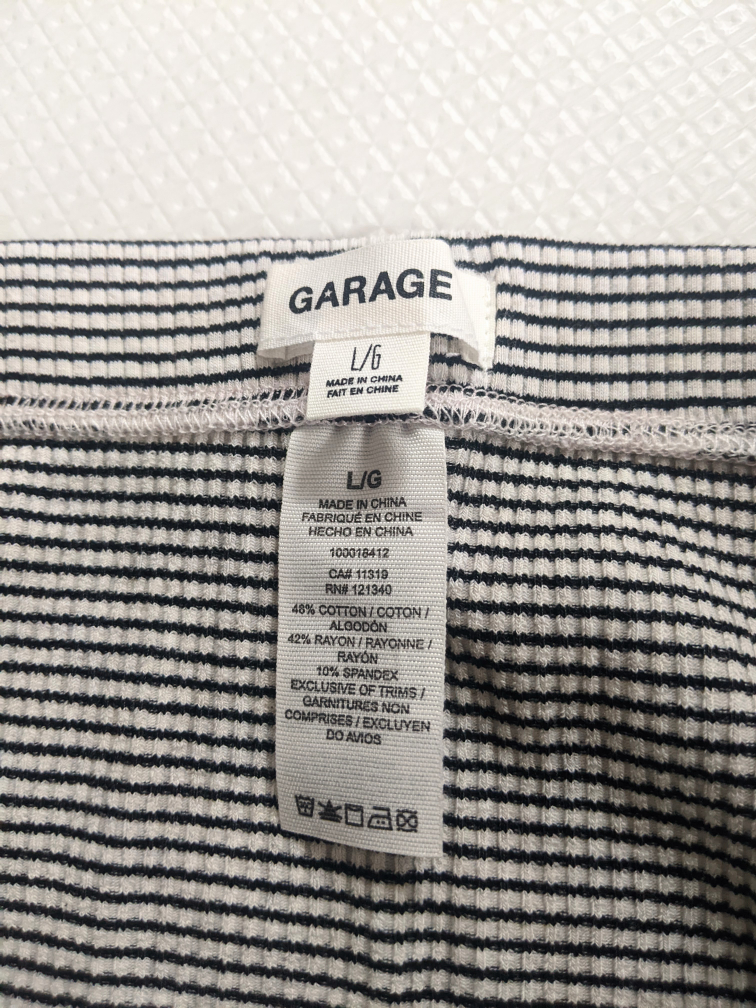 GARAGE
L/G
MADE IN CHINA
FAIT EN CHINE
L/G
MADE IN CHINA
FABRIQUÉ EN CHINE
HECHO EN CHINA
100018412
CA# 11319
RN# 121340
48% COTTON / COTON /
ALGODÓN
42% RAYON / RAYONNE /
RAYÓN
10% SPANDEX
EXCLUSIVE OF TRIMS /
GARNITURES NON
COMPRISES / EXCLUYEN
DO AVIOS